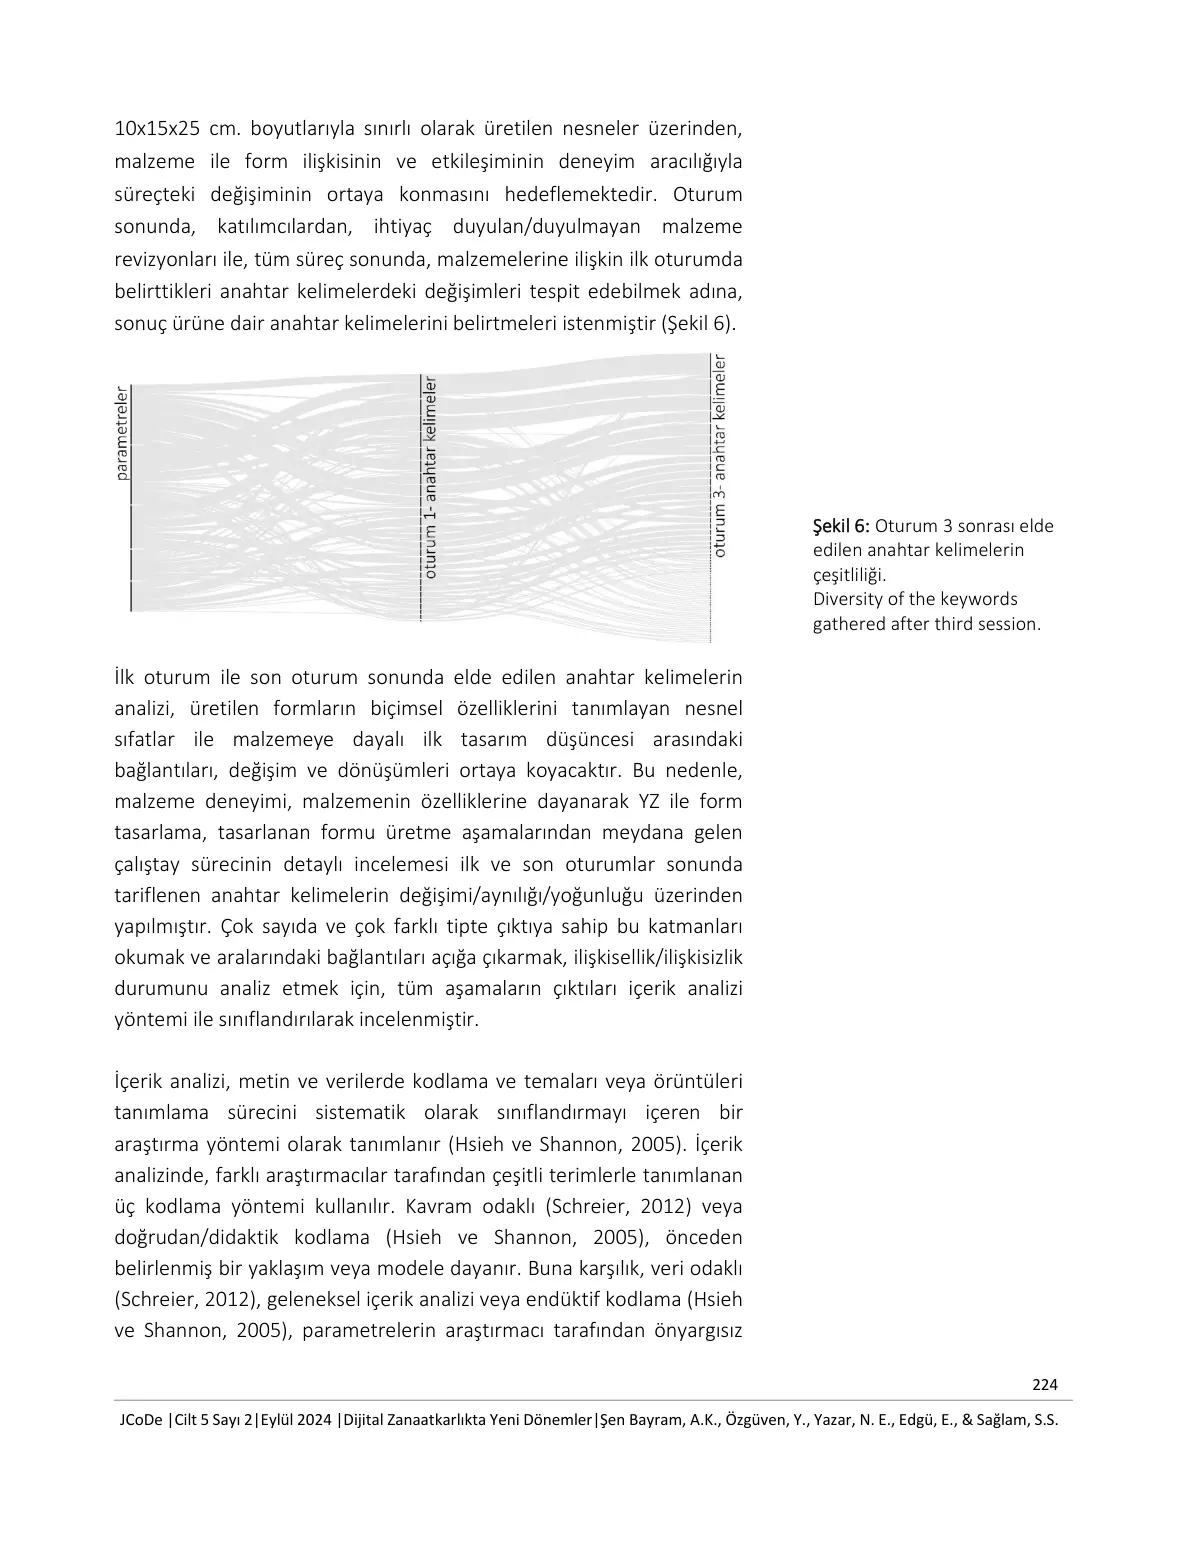 10x15x25 cm. boyutlarıyla sınırlı olarak üretilen nesneler üzerinden,
malzeme ile form ilişkisinin ve etkileşiminin deneyim aracılığıyla
süreçteki değişiminin ortaya konmasını hedeflemektedir. Oturum
sonunda, katılımcılardan, ihtiyaç duyulan/duyulmayan malzeme
revizyonları ile, tüm süreç sonunda, malzemelerine ilişkin ilk oturumda
belirttikleri anahtar kelimelerdeki değişimleri tespit edebilmek adına,
sonuç ürüne dair anahtar kelimelerini belirtmeleri istenmiştir (Şekil 6).
parametreler
oturum 1- anahtar kelimeler
oturum 3- anahtar kelimeler
Şekil 6: Oturum 3 sonrası elde
edilen anahtar kelimelerin
çeşitliliği.
Diversity of the keywords
gathered after third session.
İlk oturum ile son oturum sonunda elde edilen anahtar kelimelerin
analizi, üretilen formların biçimsel özelliklerini tanımlayan nesnel
sıfatlar ile malzemeye dayalı ilk tasarım düşüncesi arasındaki
bağlantıları, değişim ve dönüşümleri ortaya koyacaktır. Bu nedenle,
malzeme deneyimi, malzemenin özelliklerine dayanarak YZ ile form
tasarlama, tasarlanan formu üretme aşamalarından meydana gelen
çalıştay sürecinin detaylı incelemesi ilk ve son oturumlar sonunda
tariflenen anahtar kelimelerin değişimi/aynılığı/yoğunluğu üzerinden
yapılmıştır. Çok sayıda ve çok farklı tipte çıktıya sahip bu katmanları
okumak ve aralarındaki bağlantıları açığa çıkarmak, ilişkisellik/ilişkisizlik
durumunu analiz etmek için, tüm aşamaların çıktıları içerik analizi
yöntemi ile sınıflandırılarak incelenmiştir.
İçerik analizi, metin ve verilerde kodlama ve temaları veya örüntüleri
tanımlama sürecini sistematik olarak sınıflandırmayı içeren bir
araştırma yöntemi olarak tanımlanır (Hsieh ve Shannon, 2005). İçerik
analizinde, farklı araştırmacılar tarafından çeşitli terimlerle tanımlanan
üç kodlama yöntemi kullanılır. Kavram odaklı (Schreier, 2012) veya
doğrudan/didaktik kodlama (Hsieh ve Shannon, 2005), önceden
belirlenmiş bir yaklaşım veya modele dayanır. Buna karşılık, veri odaklı
(Schreier, 2012), geleneksel içerik analizi veya endüktif kodlama (Hsieh
ve Shannon, 2005), parametrelerin araştırmacı tarafından önyargısız
224
JCoDe |Cilt 5 Sayı 2|Eylül 2024 |Dijital Zanaatkarlıkta Yeni Dönemler|Şen Bayram, A.K., Özgüven, Y., Yazar, N. E., Edgü, E., & Sağlam, S.S.